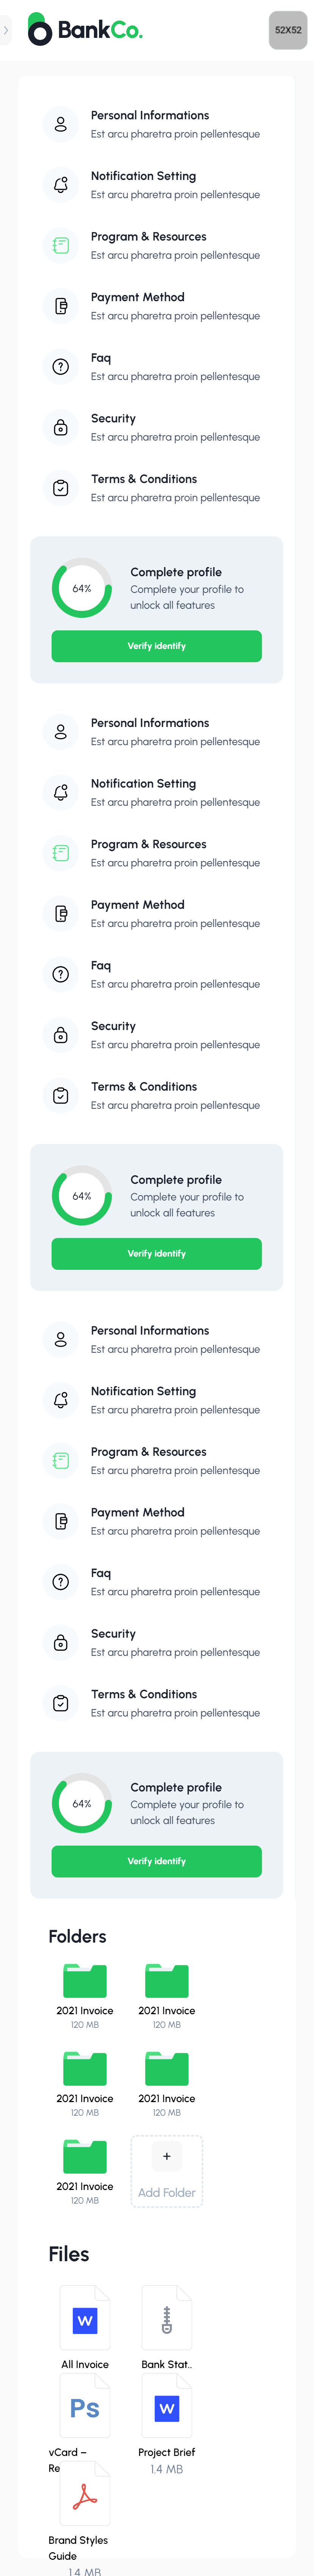 BankCo.
52X52
Personal Informations
Est arcu pharetra proin pellentesque
Notification Setting
Est arcu pharetra proin pellentesque
Program & Resources
Est arcu pharetra proin pellentesque
Payment Method
Est arcu pharetra proin pellentesque
Faq
Est arcu pharetra proin pellentesque
Security
Est arcu pharetra proin pellentesque
Terms & Conditions
Est arcu pharetra proin pellentesque
64%
Complete profile
Complete your profile to
unlock all features
Verify identify
Personal Informations
Est arcu pharetra proin pellentesque
Notification Setting
Est arcu pharetra proin pellentesque
Program & Resources
Est arcu pharetra proin pellentesque
Payment Method
Est arcu pharetra proin pellentesque
Faq
Est arcu pharetra proin pellentesque
Security
Est arcu pharetra proin pellentesque
Terms & Conditions
Est arcu pharetra proin pellentesque
64%
Complete profile
Complete your profile to
unlock all features
Verify identify
Personal Informations
Est arcu pharetra proin pellentesque
Notification Setting
Est arcu pharetra proin pellentesque
Program & Resources
Est arcu pharetra proin pellentesque
Payment Method
Est arcu pharetra proin pellentesque
Faq
Est arcu pharetra proin pellentesque
Security
Est arcu pharetra proin pellentesque
Terms & Conditions
Est arcu pharetra proin pellentesque
64%
Complete profile
Complete your profile to
unlock all features
Verify identify
Folders
2021 Invoice
120 MB
2021 Invoice
120 MB
2021 Invoice
120 MB
2021 Invoice
120 MB
2021 Invoice
120 MB
+
Add Folder
Files
W
All Invoice
Bank Stat..
Ps
vCard –
Re
W
Project Brief
1.4 MB
Brand Styles
Guide
1.4 MB